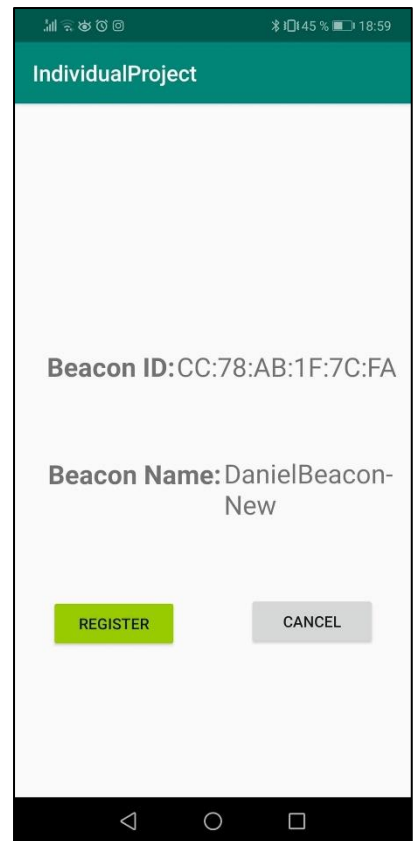 45 % 18:59
IndividualProject
Beacon ID: CC:78:AB:1F:7C:FA
Beacon Name: DanielBeacon-
New
REGISTER CANCEL